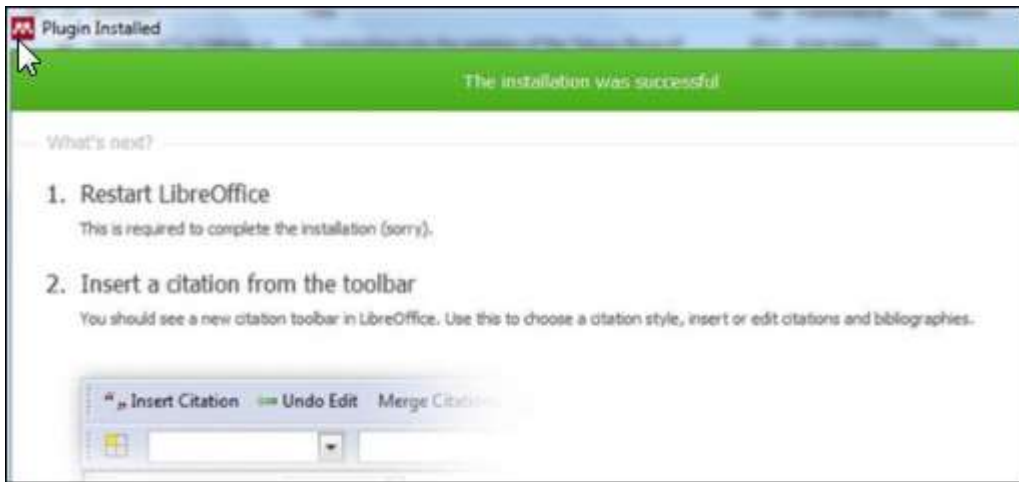 Plugin Installed
The installation was successful
What's next?
1. Restart LibreOffice
This is required to complete the installation (sorry).
2. Insert a citation from the toolbar
You should see a new citation toolbar in LibreOffice. Use this to choose a citation style, insert or edit citations and bibliographies.
Insert Citation Undo Edit Merge Citations